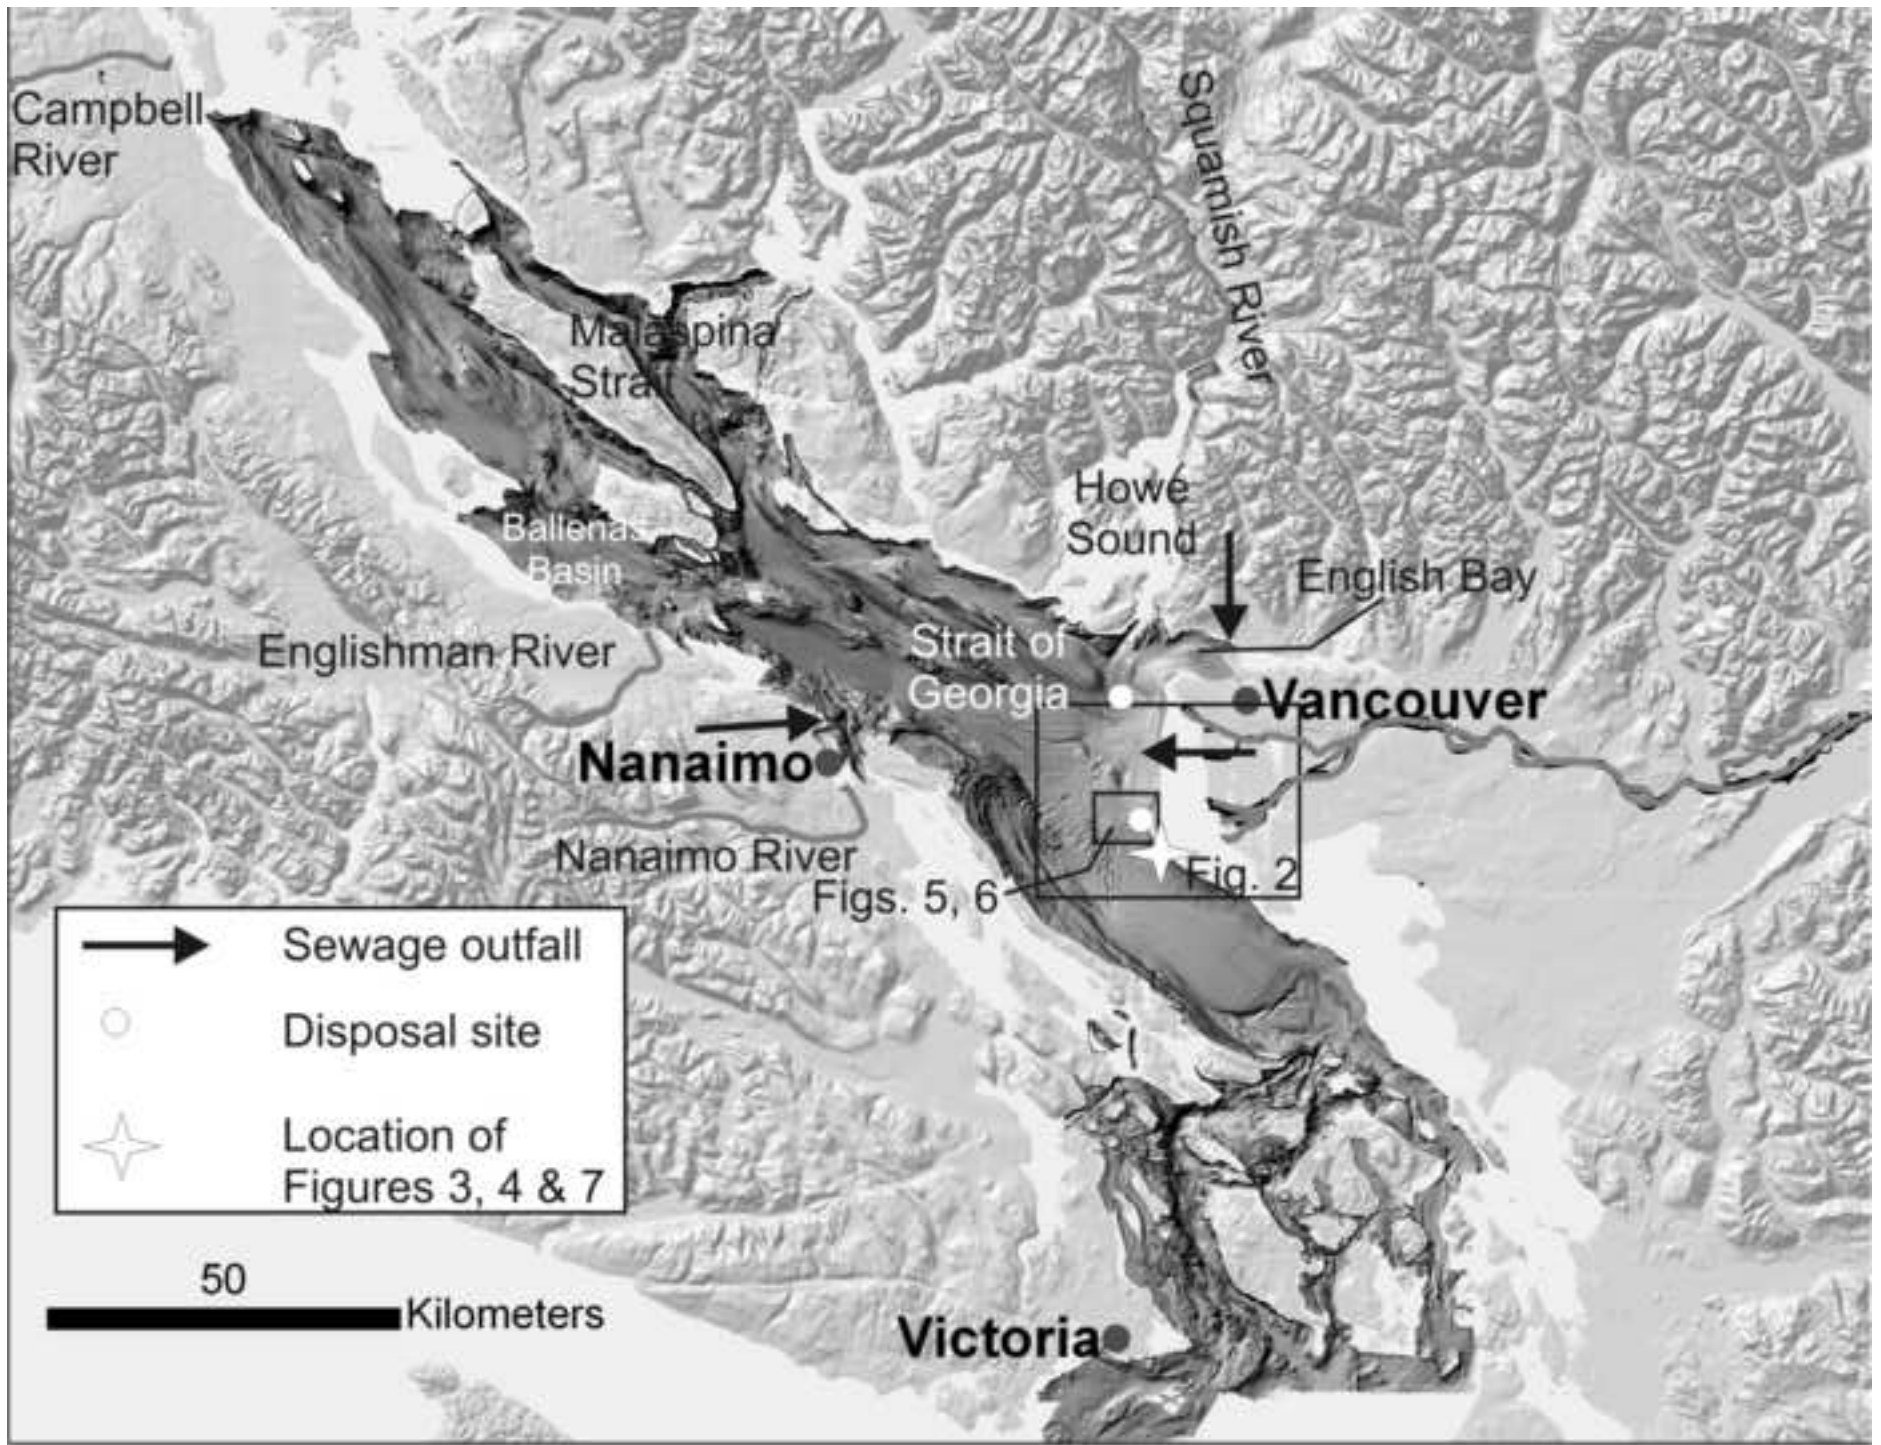 Campbell
River
Squamish River
Malaspina
Strait
Howe
Sound
English Bay
Ballenas
Basin
Englishman River
Strait of
Georgia
Vancouver
Nanaimo
Nanaimo River
Figs. 5, 6
Fig. 2
Sewage outfall
Disposal site
Location of
Figures 3, 4 & 7
50
Kilometers
Victoria